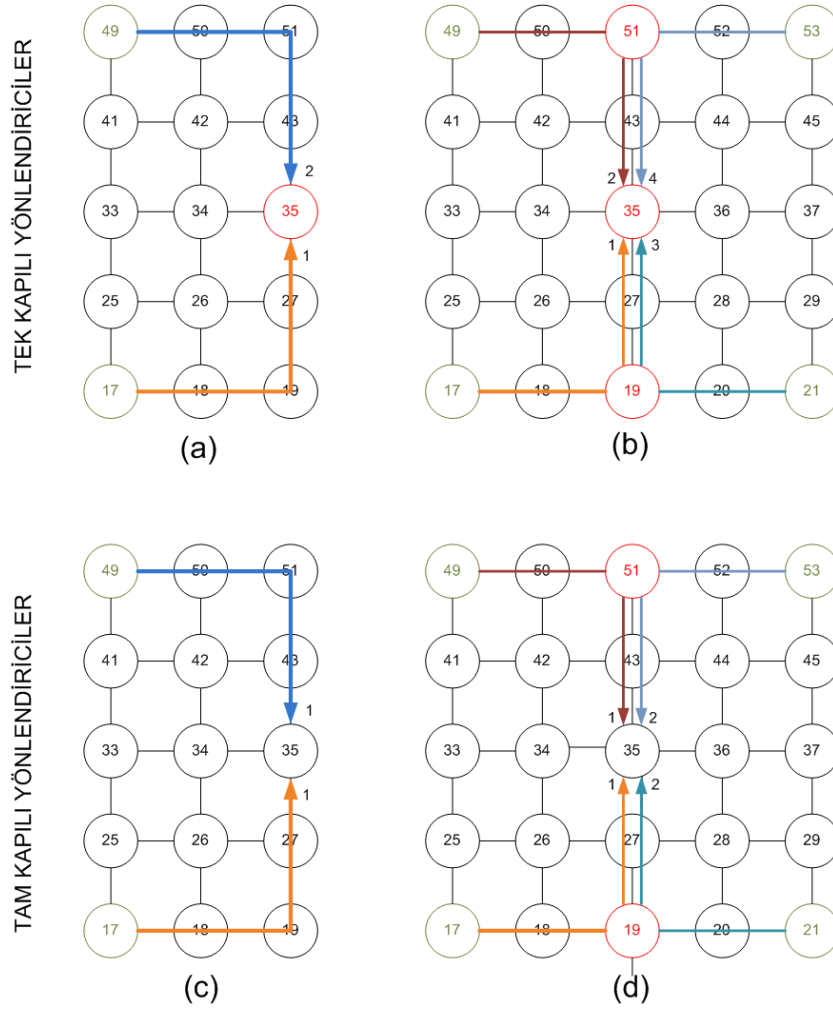 TEK KAPILI YÖNLENDİRİCİLER
49 50 51
41 42 43
2
33 34 35
1
25 26 27
17 18 19
(a)
49 50 51 52 53
41 42 43 44 45
2 4
33 34 35 36 37
1 3
25 26 27 28 29
17 18 19 20 21
(b)
TAM KAPILI YÖNLENDİRİCİLER
49 50 51
41 42 43
1
33 34 35
1
25 26 27
17 18 19
(c)
49 50 51 52 53
41 42 43 44 45
1 2
33 34 35 36 37
1 2
25 26 27 28 29
17 18 19 20 21
(d)